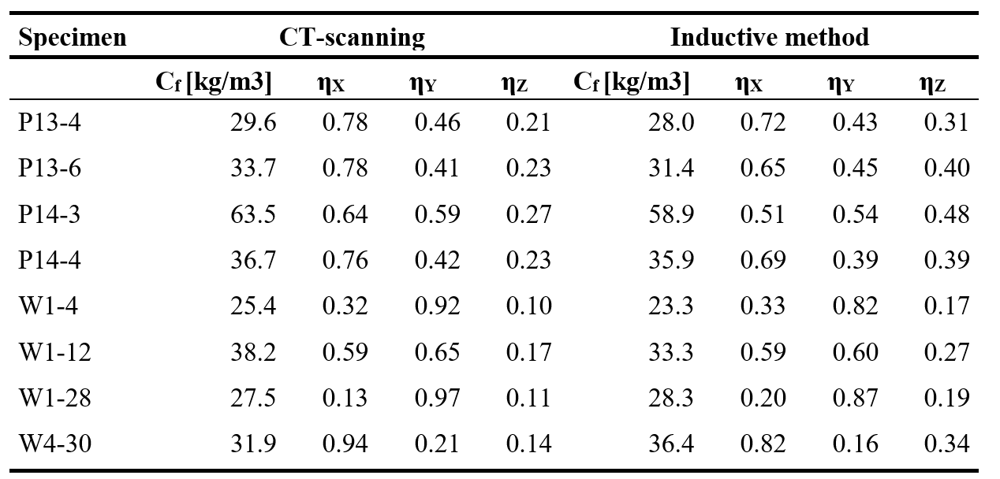 Specimen CT-scanning Inductive method
Cf [kg/m3] ηX ηY ηZ Cf [kg/m3] ηX ηY ηZ
P13-4 29.6 0.78 0.46 0.21 28.0 0.72 0.43 0.31
P13-6 33.7 0.78 0.41 0.23 31.4 0.65 0.45 0.40
P14-3 63.5 0.64 0.59 0.27 58.9 0.51 0.54 0.48
P14-4 36.7 0.76 0.42 0.23 35.9 0.69 0.39 0.39
W1-4 25.4 0.32 0.92 0.10 23.3 0.33 0.82 0.17
W1-12 38.2 0.59 0.65 0.17 33.3 0.59 0.60 0.27
W1-28 27.5 0.13 0.97 0.11 28.3 0.20 0.87 0.19
W4-30 31.9 0.94 0.21 0.14 36.4 0.82 0.16 0.34